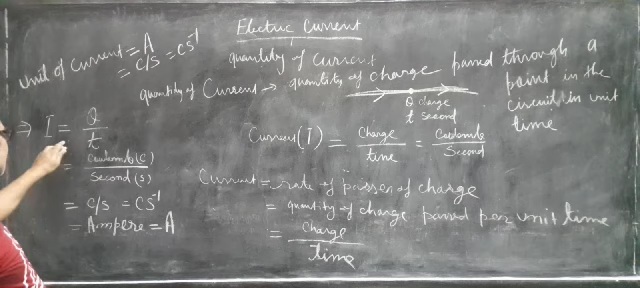 Electric Current
Unit of Current = A
= C/s = CS⁻¹
quantity of current
quantity of Current → quantity of charge passed through a
point in the
circuit in unit
time
Q charge
t second
⇒ I = Q/t
= Coulomb(C)/Second(S)
= C/s = CS⁻¹
= Ampere = A
Current(I) = Charge/time = Coulomb/Second
Current = rate of passes of charge
= quantity of charge passed per unit time
= Charge/time